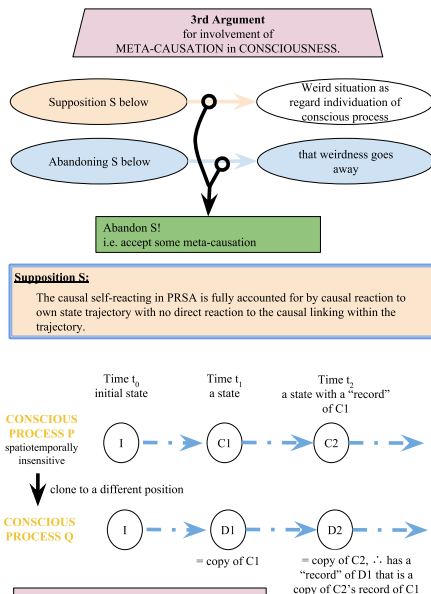 3rd Argument
for involvement of
META-CAUSATION in CONSCIOUSNESS.
Supposition S below
Weird situation as
regard individuation of
conscious process
Abandoning S below
that weirdness goes
away
Abandon S!
i.e. accept some meta-causation
Supposition S:
The causal self-reacting in PRSA is fully accounted for by causal reaction to
own state trajectory with no direct reaction to the causal linking within the
trajectory.
Time t0
initial state
Time t1
a state
Time t2
a state with a “record”
of C1
CONSCIOUS
PROCESS P
spatiotemporally
insensitive
I
C1
C2
clone to a different position
CONSCIOUS
PROCESS Q
I
D1
D2
= copy of C1
= copy of C2, ∴ has a
“record” of D1 that is a
copy of C2’s record of C1